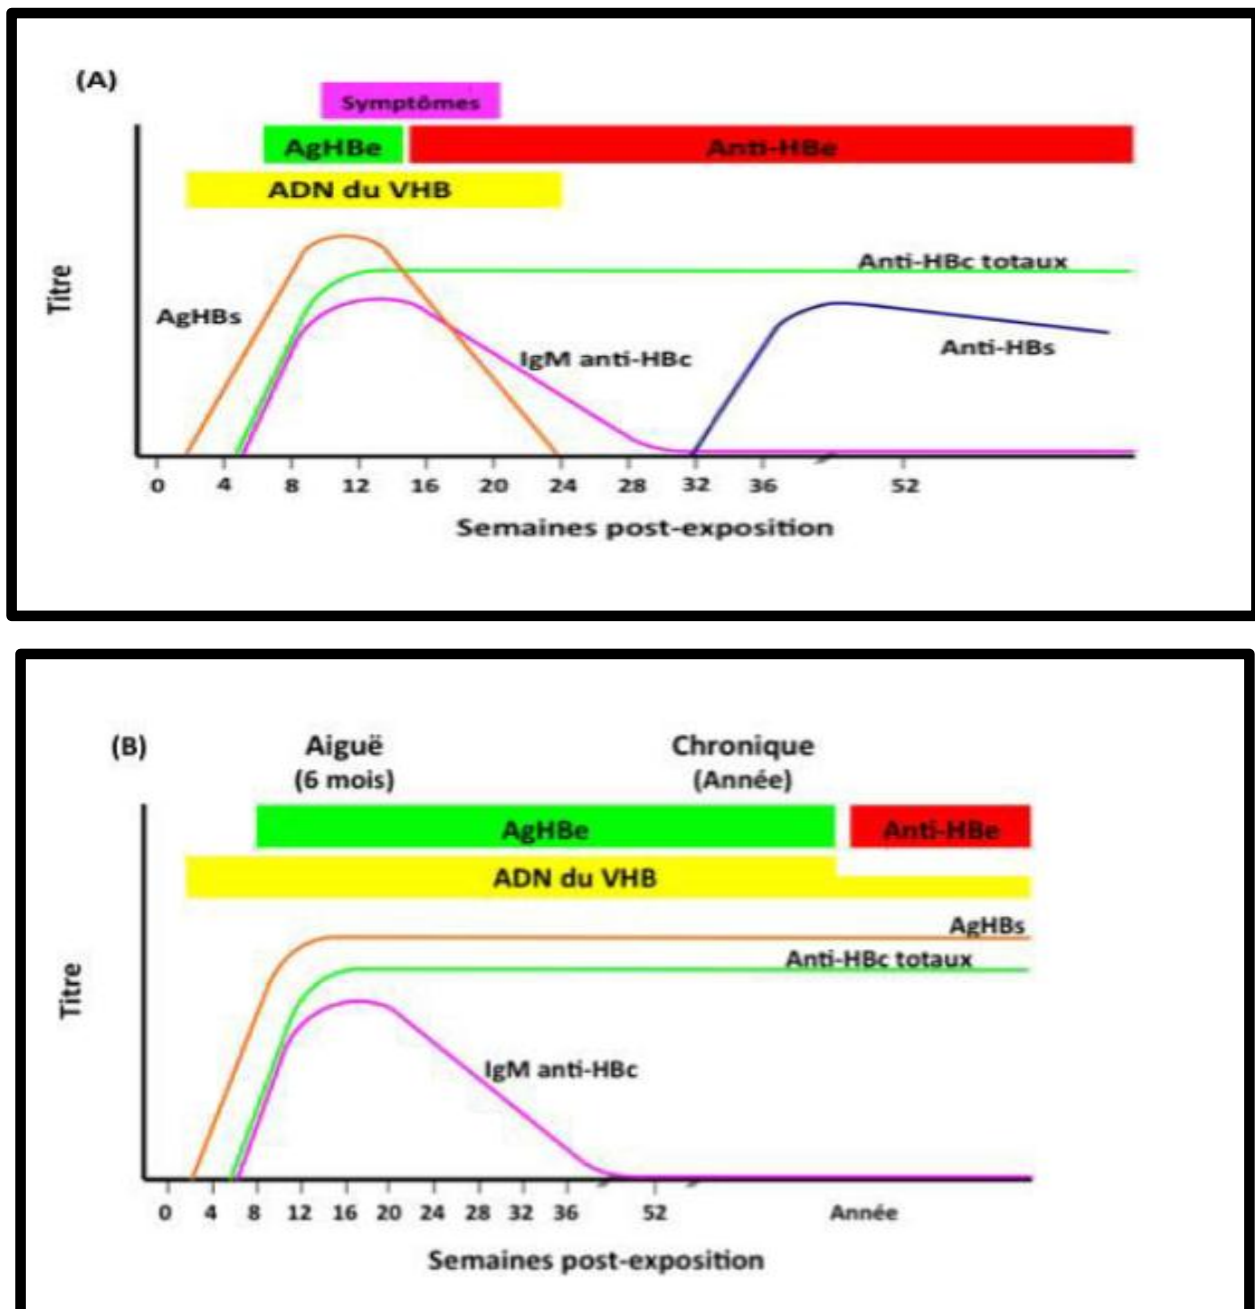 (A)
Symptômes
AgHBe Anti-HBe
ADN du VHB
Anti-HBc totaux
AgHBs
IgM anti-HBc
Anti-HBs
Titre
0 4 8 12 16 20 24 28 32 36 52
Semaines post-exposition
(B)
Aiguë
(6 mois)
Chronique
(Année)
AgHBe Anti-HBe
ADN du VHB
AgHBs
Anti-HBc totaux
IgM anti-HBc
Titre
0 4 8 12 16 20 24 28 32 36 52 Année
Semaines post-exposition